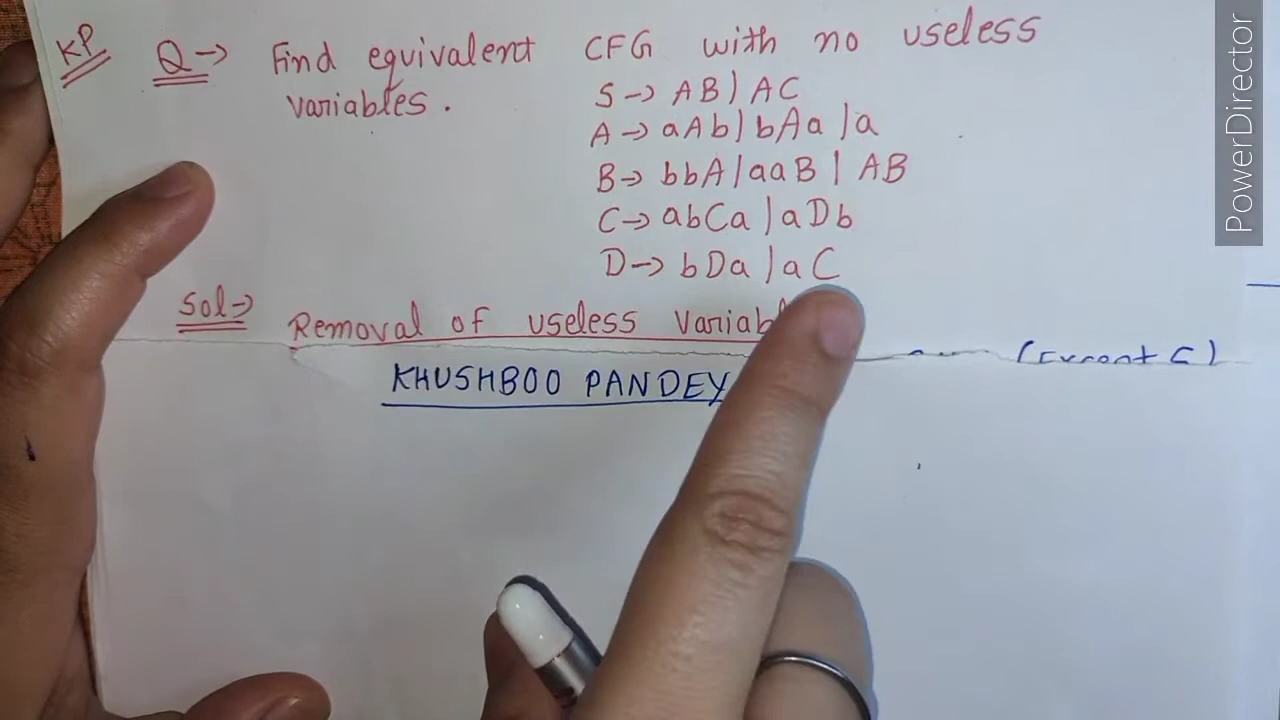 KP Q→ Find equivalent CFG with no useless
variables.
S→ AB| AC
A→ aAb|bAa|a
B→ bbA|aaB| AB
C→ abCa|aDb
D→ bDa|aC
Sol→ Removal of useless
KHUSHBOO PANDEY
PowerDirector